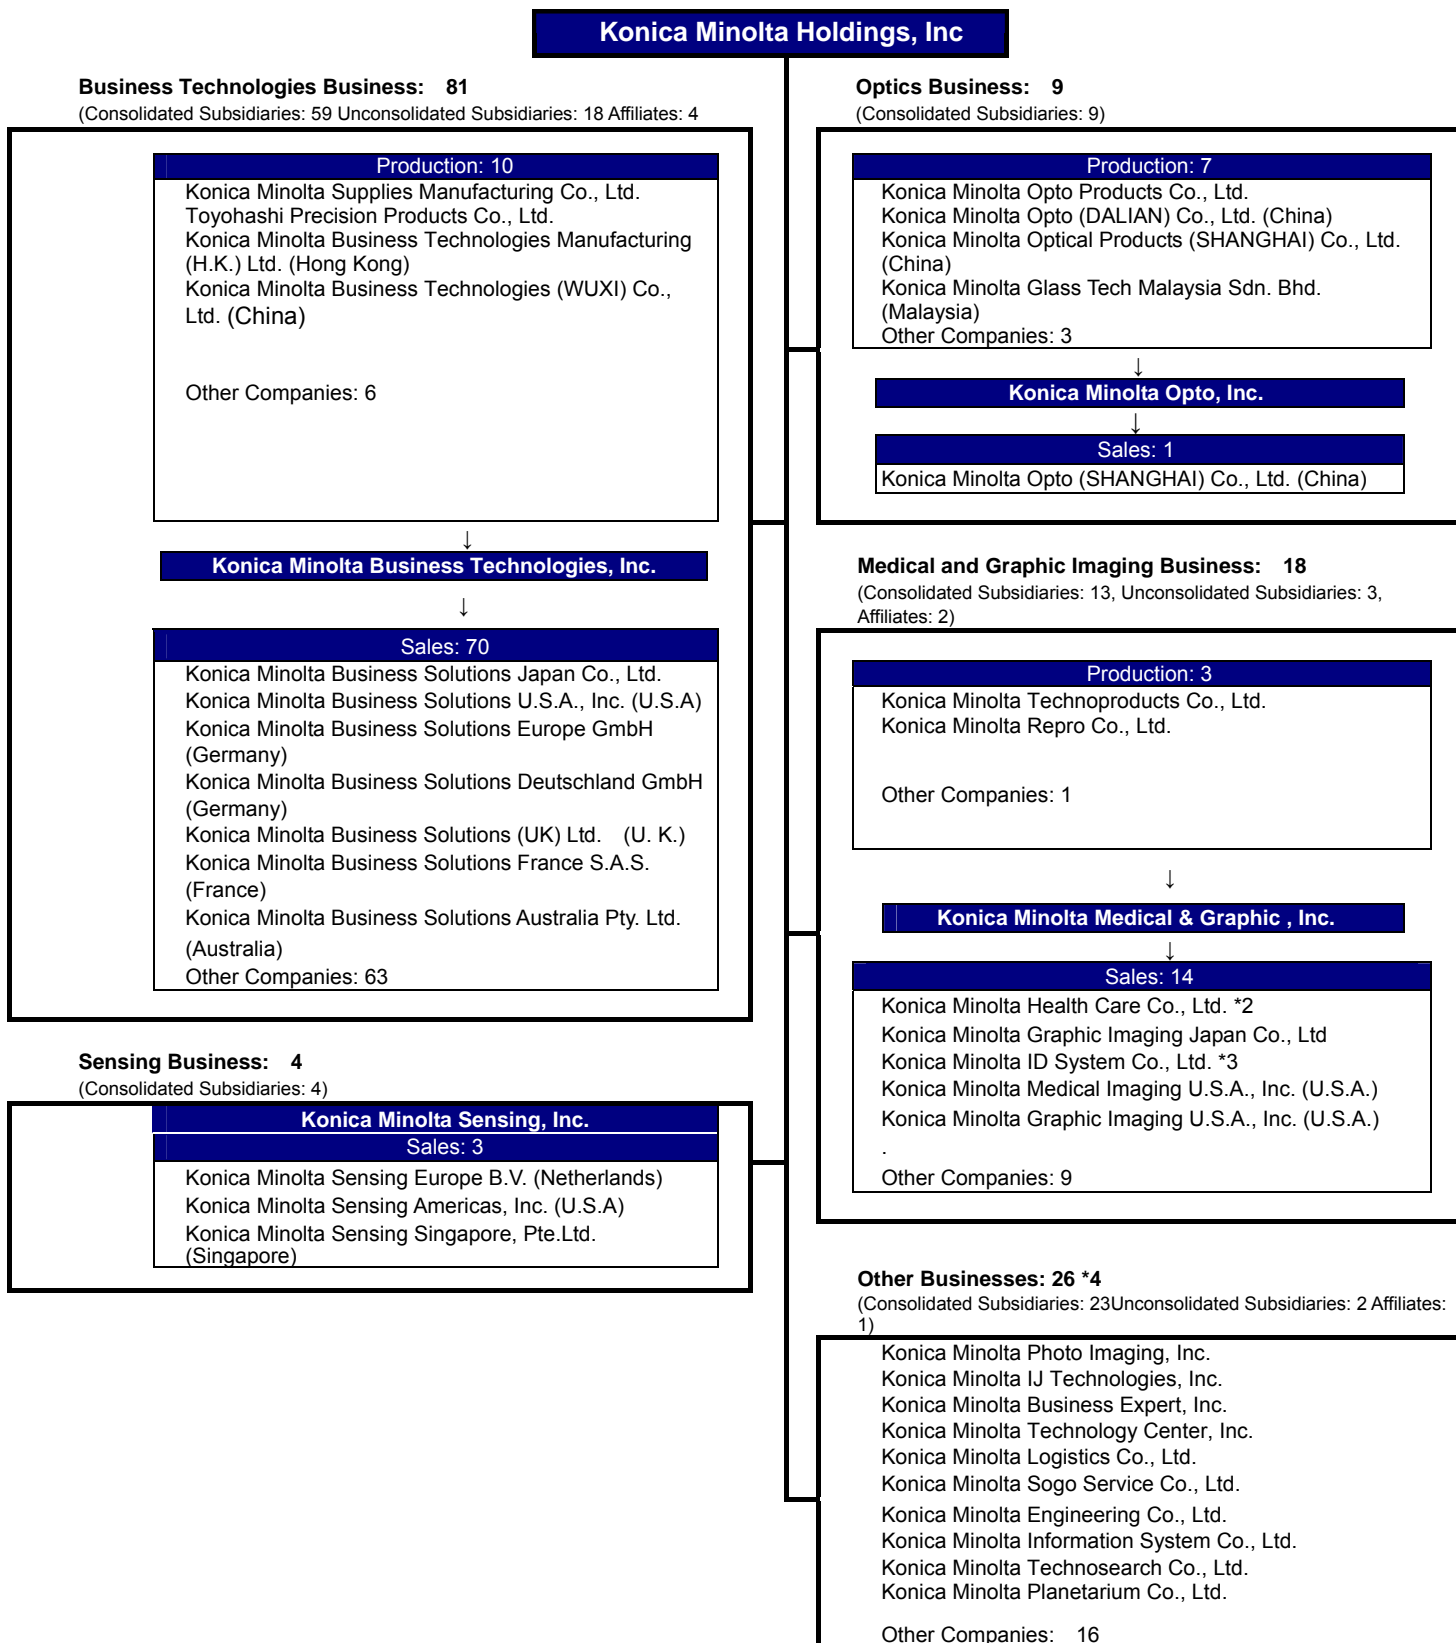 Konica Minolta Holdings, Inc
Business Technologies Business: 81
(Consolidated Subsidiaries: 59 Unconsolidated Subsidiaries: 18 Affiliates: 4
Production: 10
Konica Minolta Supplies Manufacturing Co., Ltd.
Toyohashi Precision Products Co., Ltd.
Konica Minolta Business Technologies Manufacturing
(H.K.) Ltd. (Hong Kong)
Konica Minolta Business Technologies (WUXI) Co.,
Ltd. (China)
Other Companies: 6
↓
Konica Minolta Business Technologies, Inc.
↓
Sales: 70
Konica Minolta Business Solutions Japan Co., Ltd.
Konica Minolta Business Solutions U.S.A., Inc. (U.S.A)
Konica Minolta Business Solutions Europe GmbH
(Germany)
Konica Minolta Business Solutions Deutschland GmbH
(Germany)
Konica Minolta Business Solutions (UK) Ltd. (U. K.)
Konica Minolta Business Solutions France S.A.S.
(France)
Konica Minolta Business Solutions Australia Pty. Ltd.
(Australia)
Other Companies: 63
Sensing Business: 4
(Consolidated Subsidiaries: 4)
Konica Minolta Sensing, Inc.
Sales: 3
Konica Minolta Sensing Europe B.V. (Netherlands)
Konica Minolta Sensing Americas, Inc. (U.S.A)
Konica Minolta Sensing Singapore, Pte.Ltd.
(Singapore)
Optics Business: 9
(Consolidated Subsidiaries: 9)
Production: 7
Konica Minolta Opto Products Co., Ltd.
Konica Minolta Opto (DALIAN) Co., Ltd. (China)
Konica Minolta Optical Products (SHANGHAI) Co., Ltd.
(China)
Konica Minolta Glass Tech Malaysia Sdn. Bhd.
(Malaysia)
Other Companies: 3
↓
Konica Minolta Opto, Inc.
↓
Sales: 1
Konica Minolta Opto (SHANGHAI) Co., Ltd. (China)
Medical and Graphic Imaging Business: 18
(Consolidated Subsidiaries: 13, Unconsolidated Subsidiaries: 3,
Affiliates: 2)
Production: 3
Konica Minolta Technoproducts Co., Ltd.
Konica Minolta Repro Co., Ltd.
Other Companies: 1
↓
Konica Minolta Medical & Graphic , Inc.
↓
Sales: 14
Konica Minolta Health Care Co., Ltd. *2
Konica Minolta Graphic Imaging Japan Co., Ltd
Konica Minolta ID System Co., Ltd. *3
Konica Minolta Medical Imaging U.S.A., Inc. (U.S.A.)
Konica Minolta Graphic Imaging U.S.A., Inc. (U.S.A.)
.
Other Companies: 9
Other Businesses: 26 *4
(Consolidated Subsidiaries: 23Unconsolidated Subsidiaries: 2 Affiliates:
1)
Konica Minolta Photo Imaging, Inc.
Konica Minolta IJ Technologies, Inc.
Konica Minolta Business Expert, Inc.
Konica Minolta Technology Center, Inc.
Konica Minolta Logistics Co., Ltd.
Konica Minolta Sogo Service Co., Ltd.
Konica Minolta Engineering Co., Ltd.
Konica Minolta Information System Co., Ltd.
Konica Minolta Technosearch Co., Ltd.
Konica Minolta Planetarium Co., Ltd.
Other Companies: 16